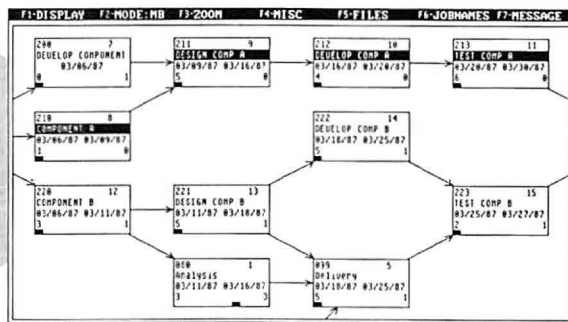 F1-DISPLAY F2-MODE:MB F3-ZOOM F4-MISC F5-FILES F6-JOBNAMES F7-MESSAGE
200 7
DEVELOP COMPONENT
03/06/87
0 1
211 9
DESIGN COMP A
03/09/87 03/16/87
5 0
212 10
DEVELOP COMP A
03/16/87 03/20/87
4 0
213 11
TEST COMP A
03/20/87 03/30/87
6 0
210 8
COMPONENT A
03/06/87 03/09/87
1 0
222 14
DEVELOP COMP B
03/18/87 03/25/87
5 1
220 12
COMPONENT B
03/06/87 03/11/87
3 1
221 13
DESIGN COMP B
03/11/87 03/18/87
5 1
223 15
TEST COMP B
03/25/87 03/27/87
2 1
080 1
Analysis
03/11/87 03/16/87
3 3
099 5
Delivery
03/18/87 03/25/87
5 1